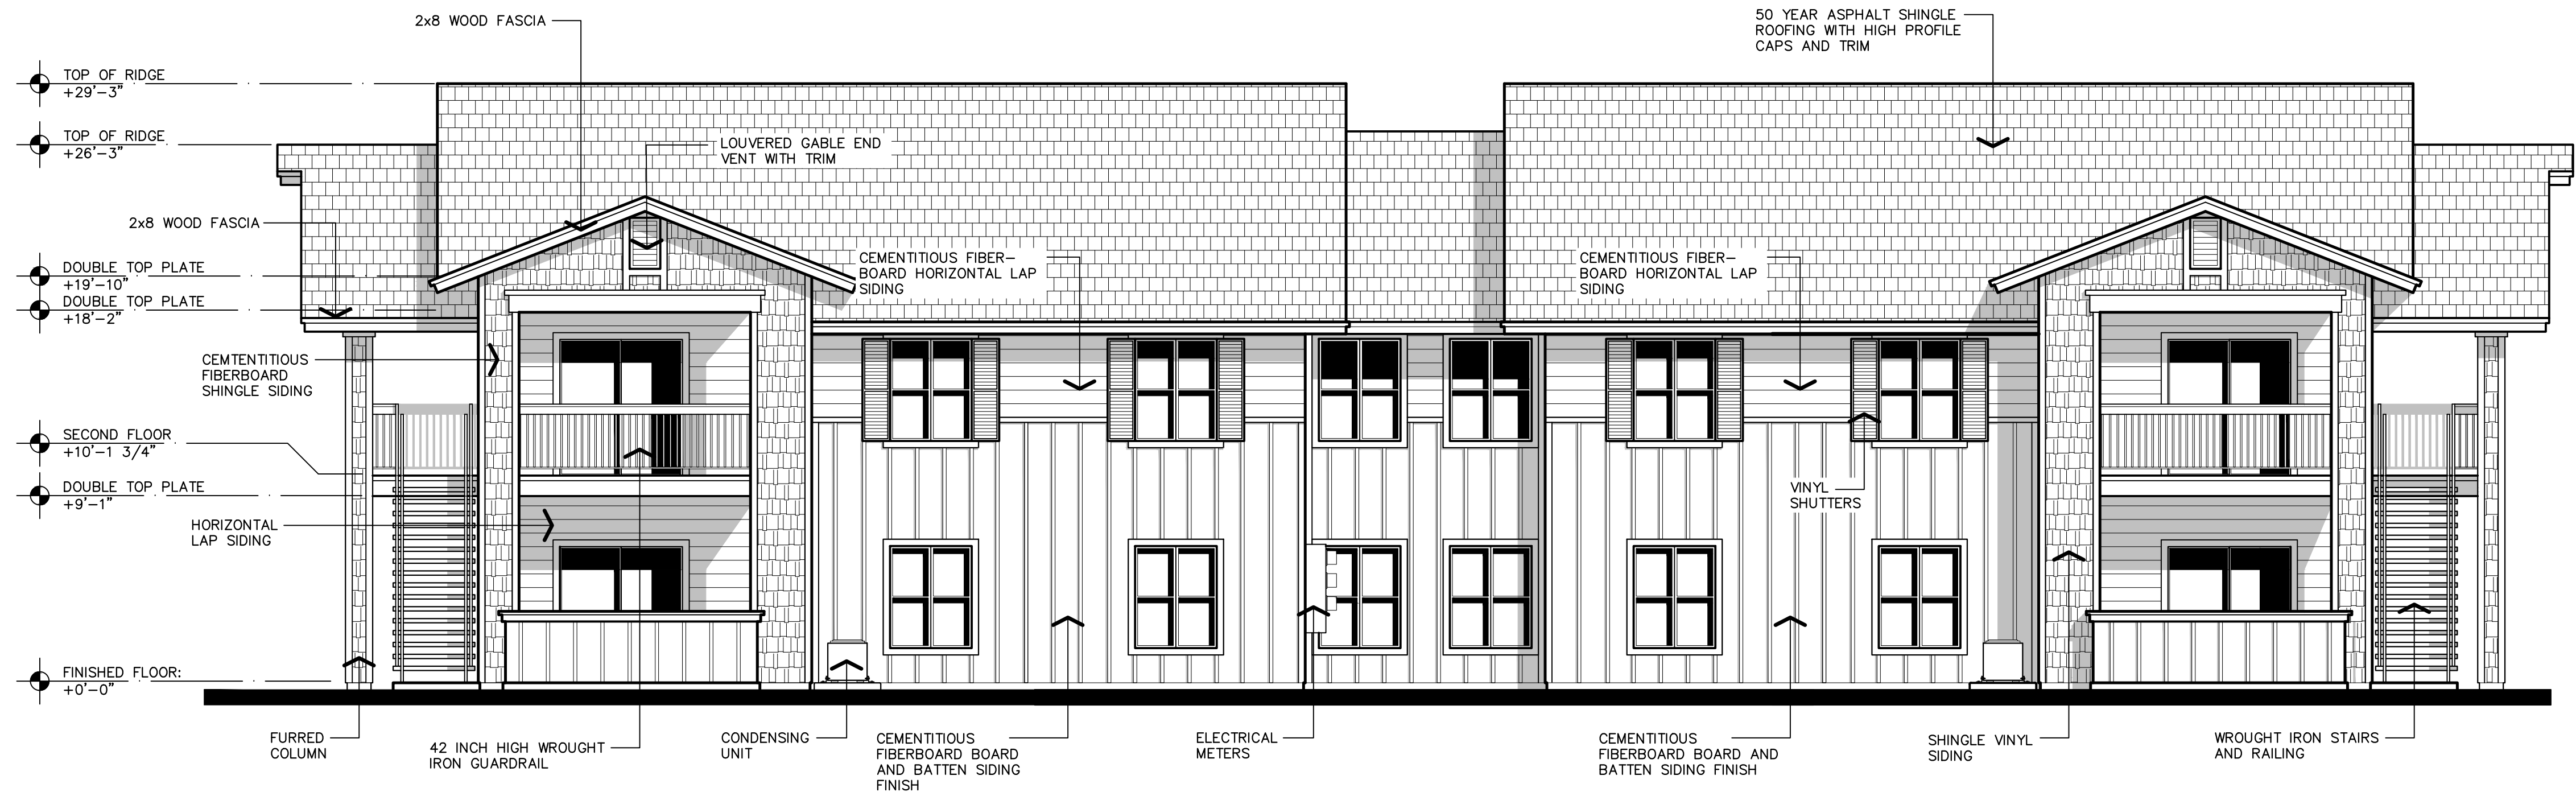 2x8 WOOD FASCIA
50 YEAR ASPHALT SHINGLE
ROOFING WITH HIGH PROFILE
CAPS AND TRIM
TOP OF RIDGE
+29'-3"
TOP OF RIDGE
+26'-3"
LOUVERED GABLE END
VENT WITH TRIM
2x8 WOOD FASCIA
DOUBLE TOP PLATE
+19'-10"
DOUBLE TOP PLATE
+18'-2"
CEMENTITIOUS FIBER-
BOARD HORIZONTAL LAP
SIDING
CEMENTITIOUS FIBER-
BOARD HORIZONTAL LAP
SIDING
CEMTENTITIOUS
FIBERBOARD
SHINGLE SIDING
SECOND FLOOR
+10'-1 3/4"
DOUBLE TOP PLATE
+9'-1"
VINYL
SHUTTERS
HORIZONTAL
LAP SIDING
FINISHED FLOOR:
+0'-0"
FURRED
COLUMN
42 INCH HIGH WROUGHT
IRON GUARDRAIL
CONDENSING
UNIT
CEMENTITIOUS
FIBERBOARD BOARD
AND BATTEN SIDING
FINISH
ELECTRICAL
METERS
CEMENTITIOUS
FIBERBOARD BOARD AND
BATTEN SIDING FINISH
SHINGLE VINYL
SIDING
WROUGHT IRON STAIRS
AND RAILING